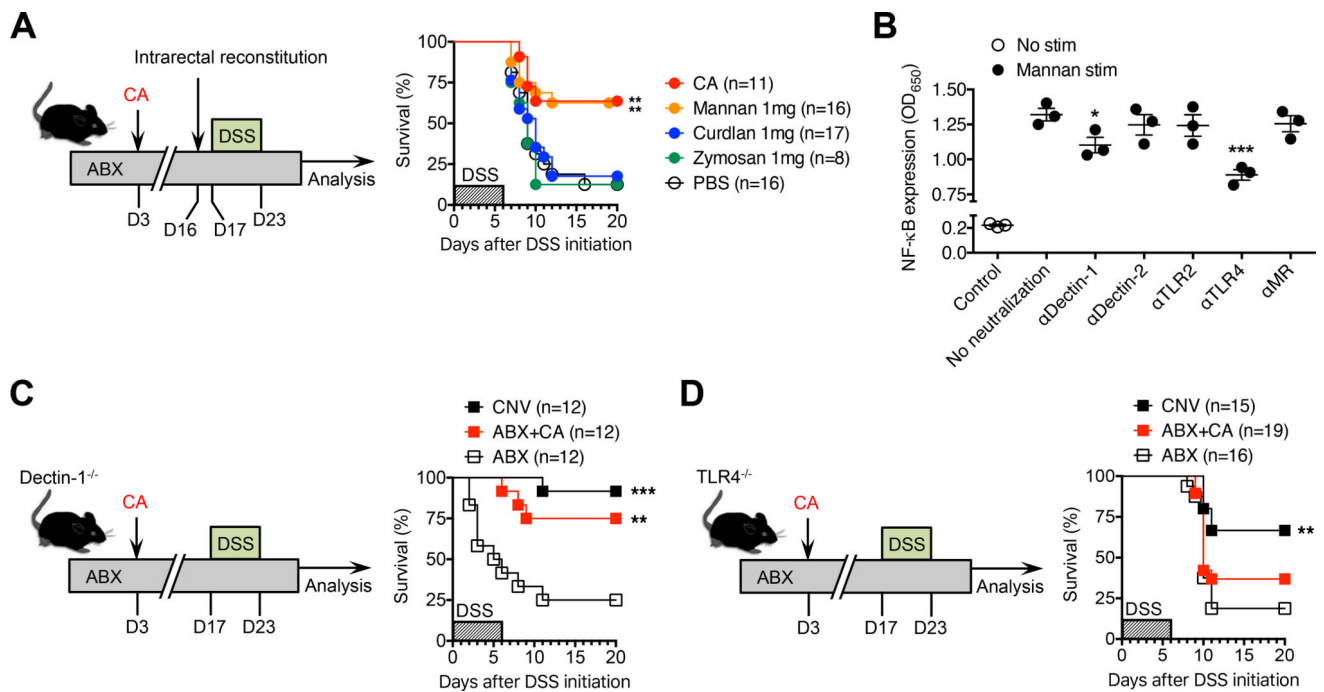 A
Intrarectal reconstitution
CA
DSS
ABX
Analysis
D3
D16
D17
D23
Survival (%)
100
75
50
25
0
DSS
0 5 10 15 20
Days after DSS initiation
CA (n=11)
Mannan 1mg (n=16)
Curdlan 1mg (n=17)
Zymosan 1mg (n=8)
PBS (n=16)
**
**
B
No stim
Mannan stim
NF-κB expression (OD650)
1.50
1.25
1.00
0.75
0.2
0.0
*
***
Control
No neutralization
αDectin-1
αDectin-2
αTLR2
αTLR4
αMR
C
Dectin-1-/-
CA
DSS
ABX
Analysis
D3
D17
D23
CNV (n=12)
ABX+CA (n=12)
ABX (n=12)
Survival (%)
100
75
50
25
0
DSS
0 5 10 15 20
Days after DSS initiation
***
**
D
TLR4-/-
CA
DSS
ABX
Analysis
D3
D17
D23
CNV (n=15)
ABX+CA (n=19)
ABX (n=16)
Survival (%)
100
75
50
25
0
DSS
0 5 10 15 20
Days after DSS initiation
**